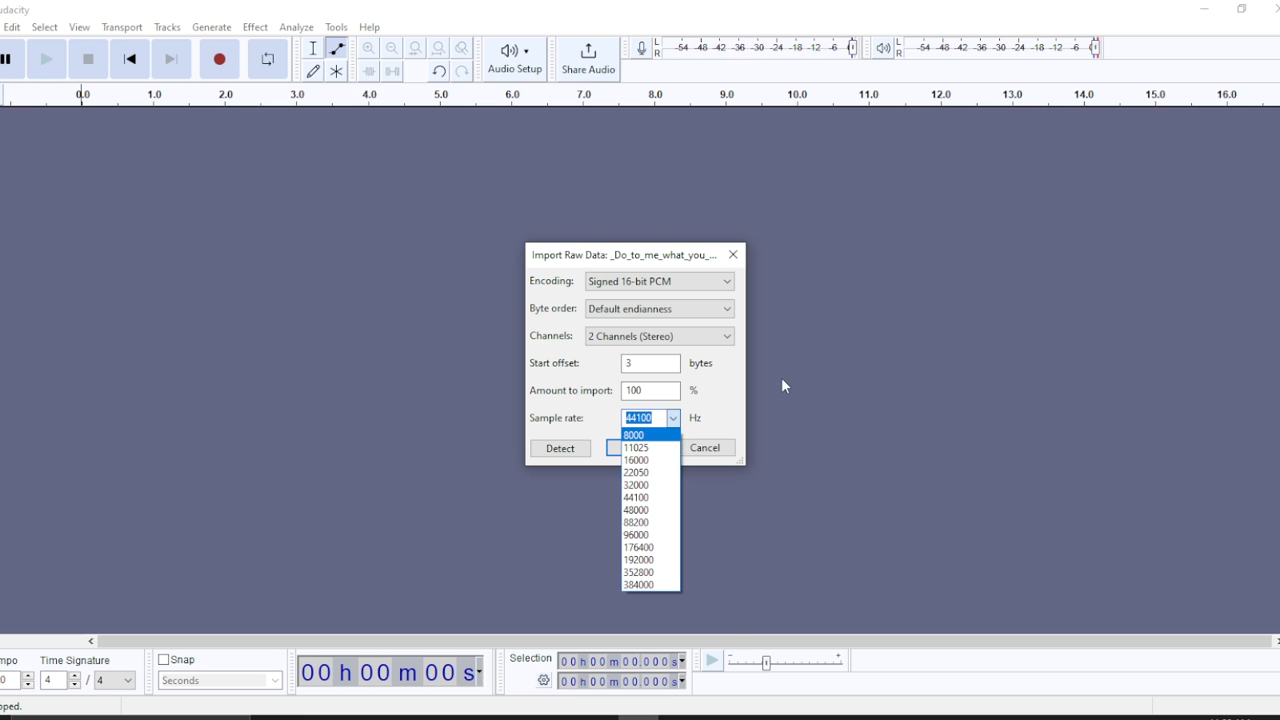 udacity
Edit Select View Transport Tracks Generate Effect Analyze Tools Help
Audio Setup
Share Audio
L R -54 -48 -42 -36 -30 -24 -18 -12 -6 0
L R -54 -48 -42 -36 -30 -24 -18 -12 -6 0
0.0 1.0 2.0 3.0 4.0 5.0 6.0 7.0 8.0 9.0 10.0 11.0 12.0 13.0 14.0 15.0 16.0
Import Raw Data: _Do_to_me_what_you_...
Encoding: Signed 16-bit PCM
Byte order: Default endianness
Channels: 2 Channels (Stereo)
Start offset: 3 bytes
Amount to import: 100 %
Sample rate: 44100 Hz
Detect Cancel
8000
11025
16000
22050
32000
44100
48000
88200
96000
176400
192000
352800
384000
mpo Time Signature
0 4 / 4
Snap
Seconds
00 h 00 m 00 s
Selection 00 h 00 m 00.000 s
00 h 00 m 00.000 s
pped.